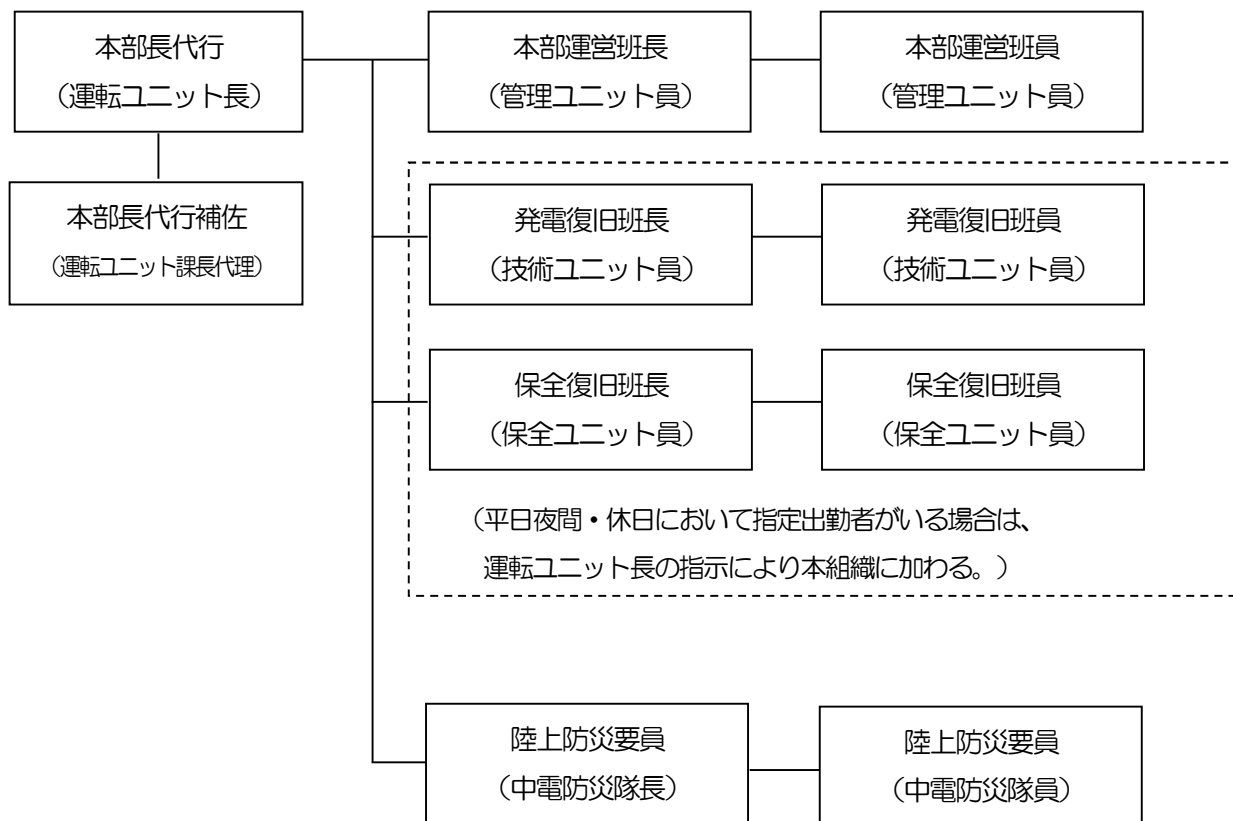 本部長代行
（運転ユニット長）
本部運営班長
（管理ユニット員）
本部運営班員
（管理ユニット員）
本部長代行補佐
（運転ユニット課長代理）
発電復旧班長
（技術ユニット員）
発電復旧班員
（技術ユニット員）
保全復旧班長
（保全ユニット員）
保全復旧班員
（保全ユニット員）
（平日夜間・休日において指定出勤者がいる場合は、
運転ユニット長の指示により本組織に加わる。）
陸上防災要員
（中電防災隊長）
陸上防災要員
（中電防災隊員）